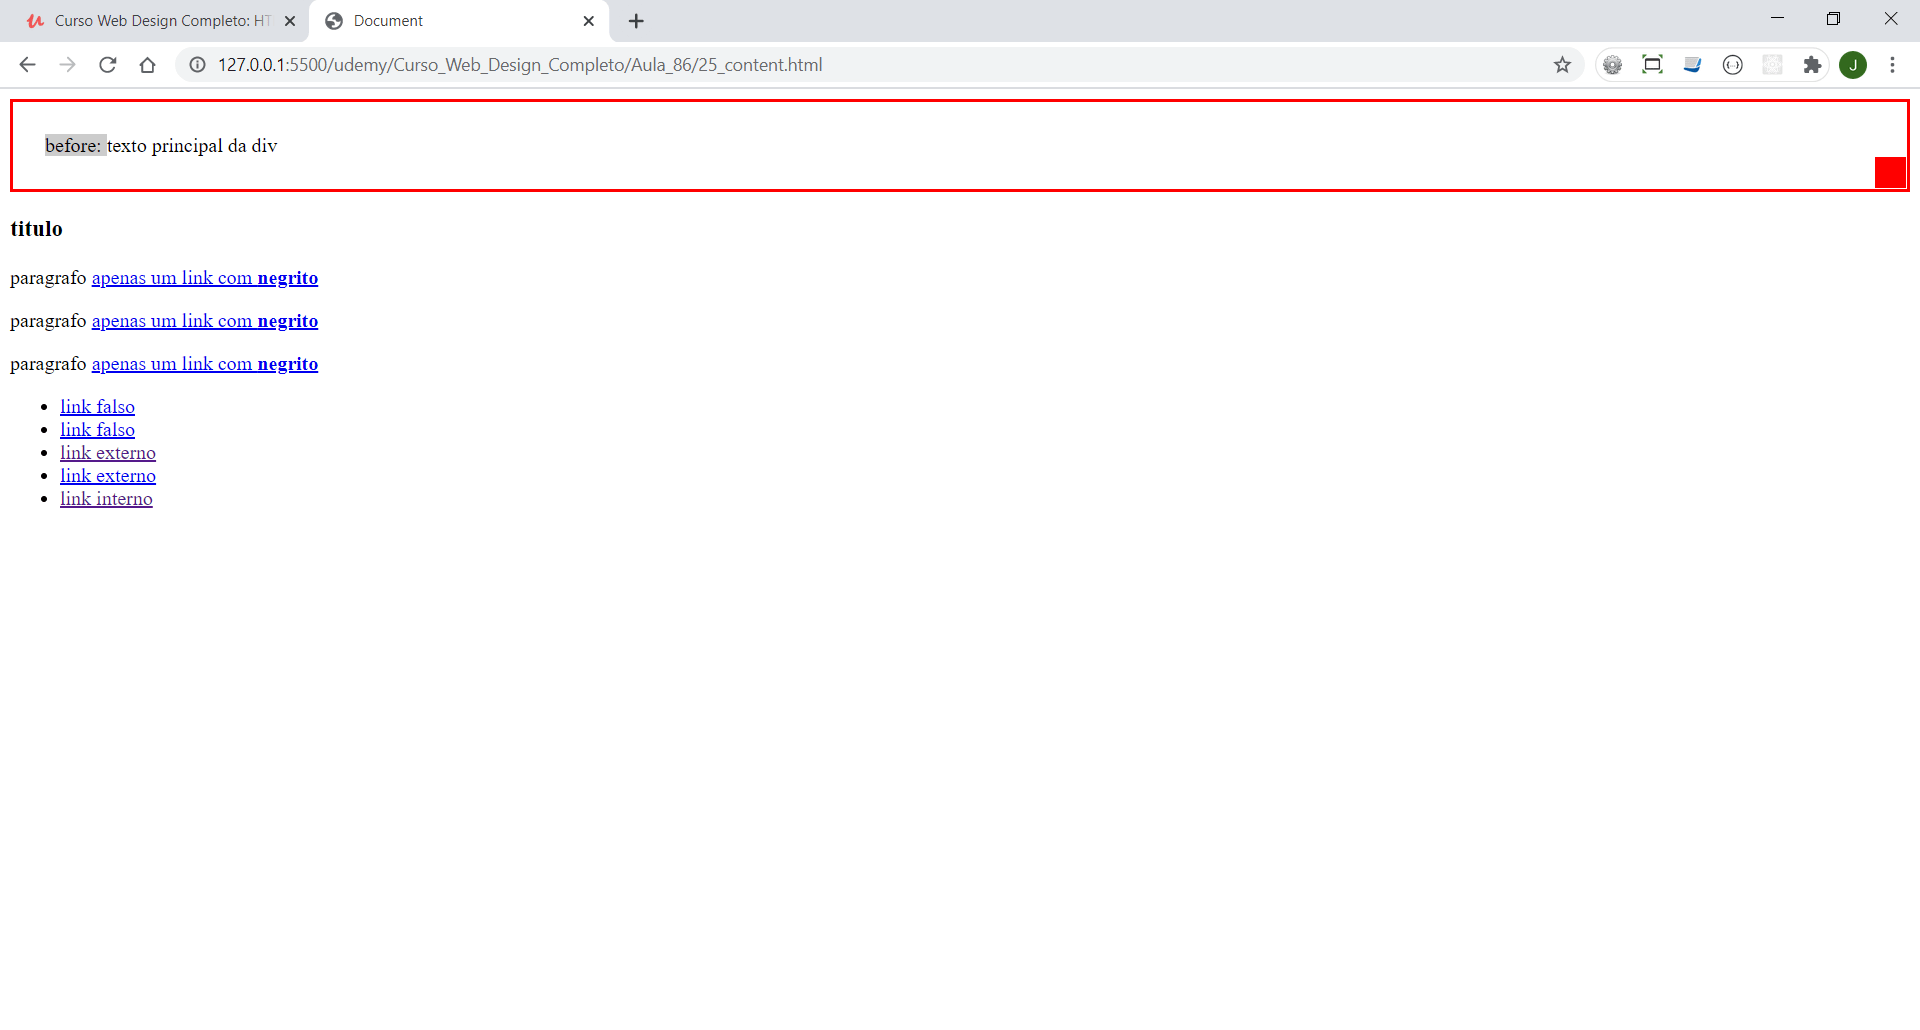 Curso Web Design Completo: HT
Document
127.0.0.1:5500/udemy/Curso_Web_Design_Completo/Aula_86/25_content.html
J
before: texto principal da div
titulo
paragrafo apenas um link com negrito
paragrafo apenas um link com negrito
paragrafo apenas um link com negrito
link falso
link falso
link externo
link externo
link interno